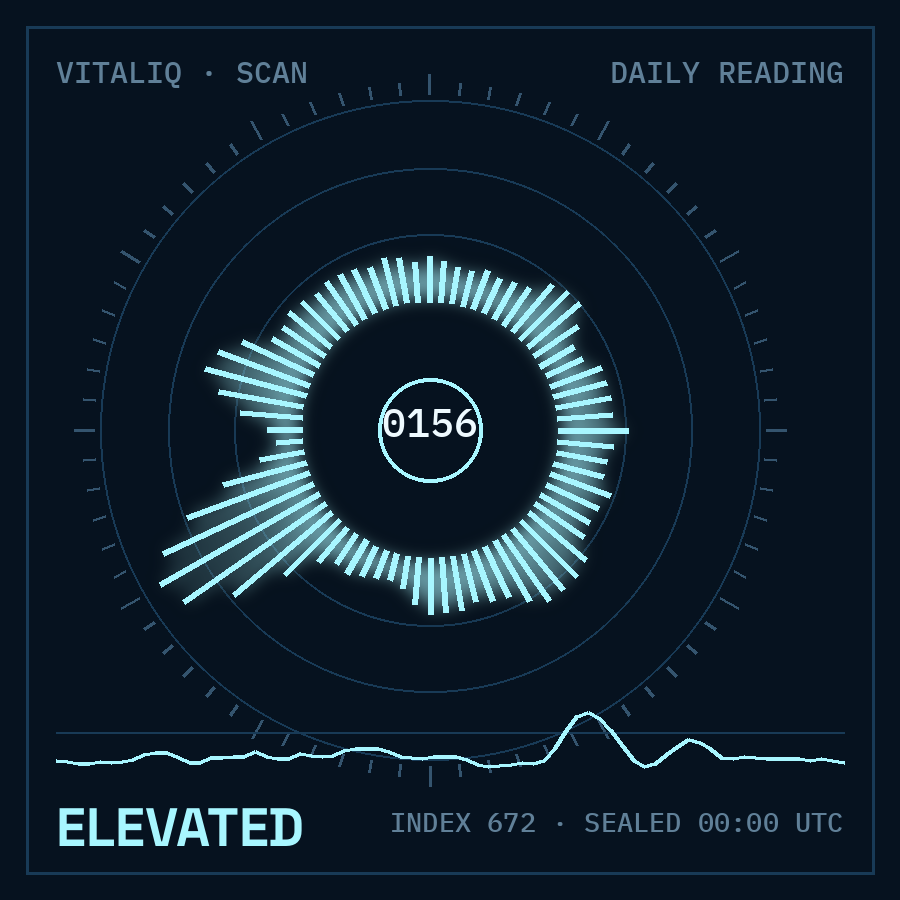 VITALIQ · SCAN
DAILY READING
0156
ELEVATED
INDEX 672 · SEALED 00:00 UTC